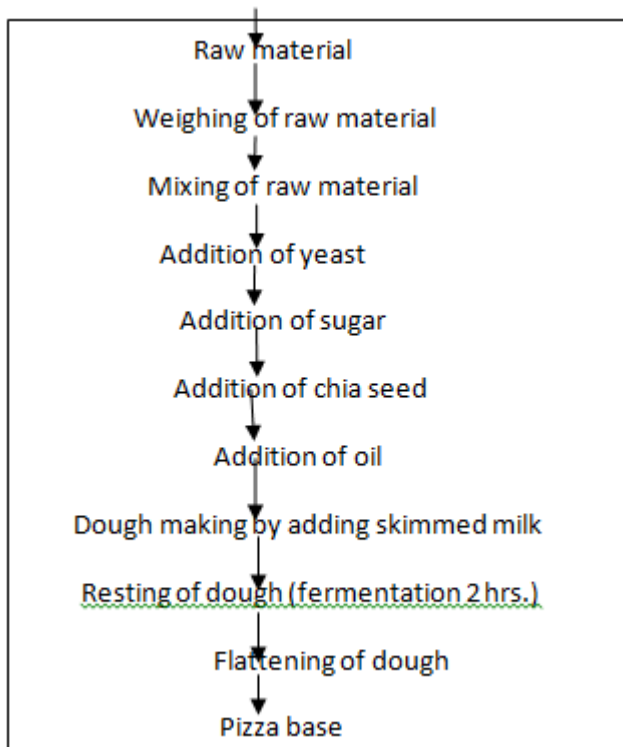 Raw material
Weighing of raw material
Mixing of raw material
Addition of yeast
Addition of sugar
Addition of chia seed
Addition of oil
Dough making by adding skimmed milk
Resting of dough (fermentation 2 hrs.)
Flattening of dough
Pizza base